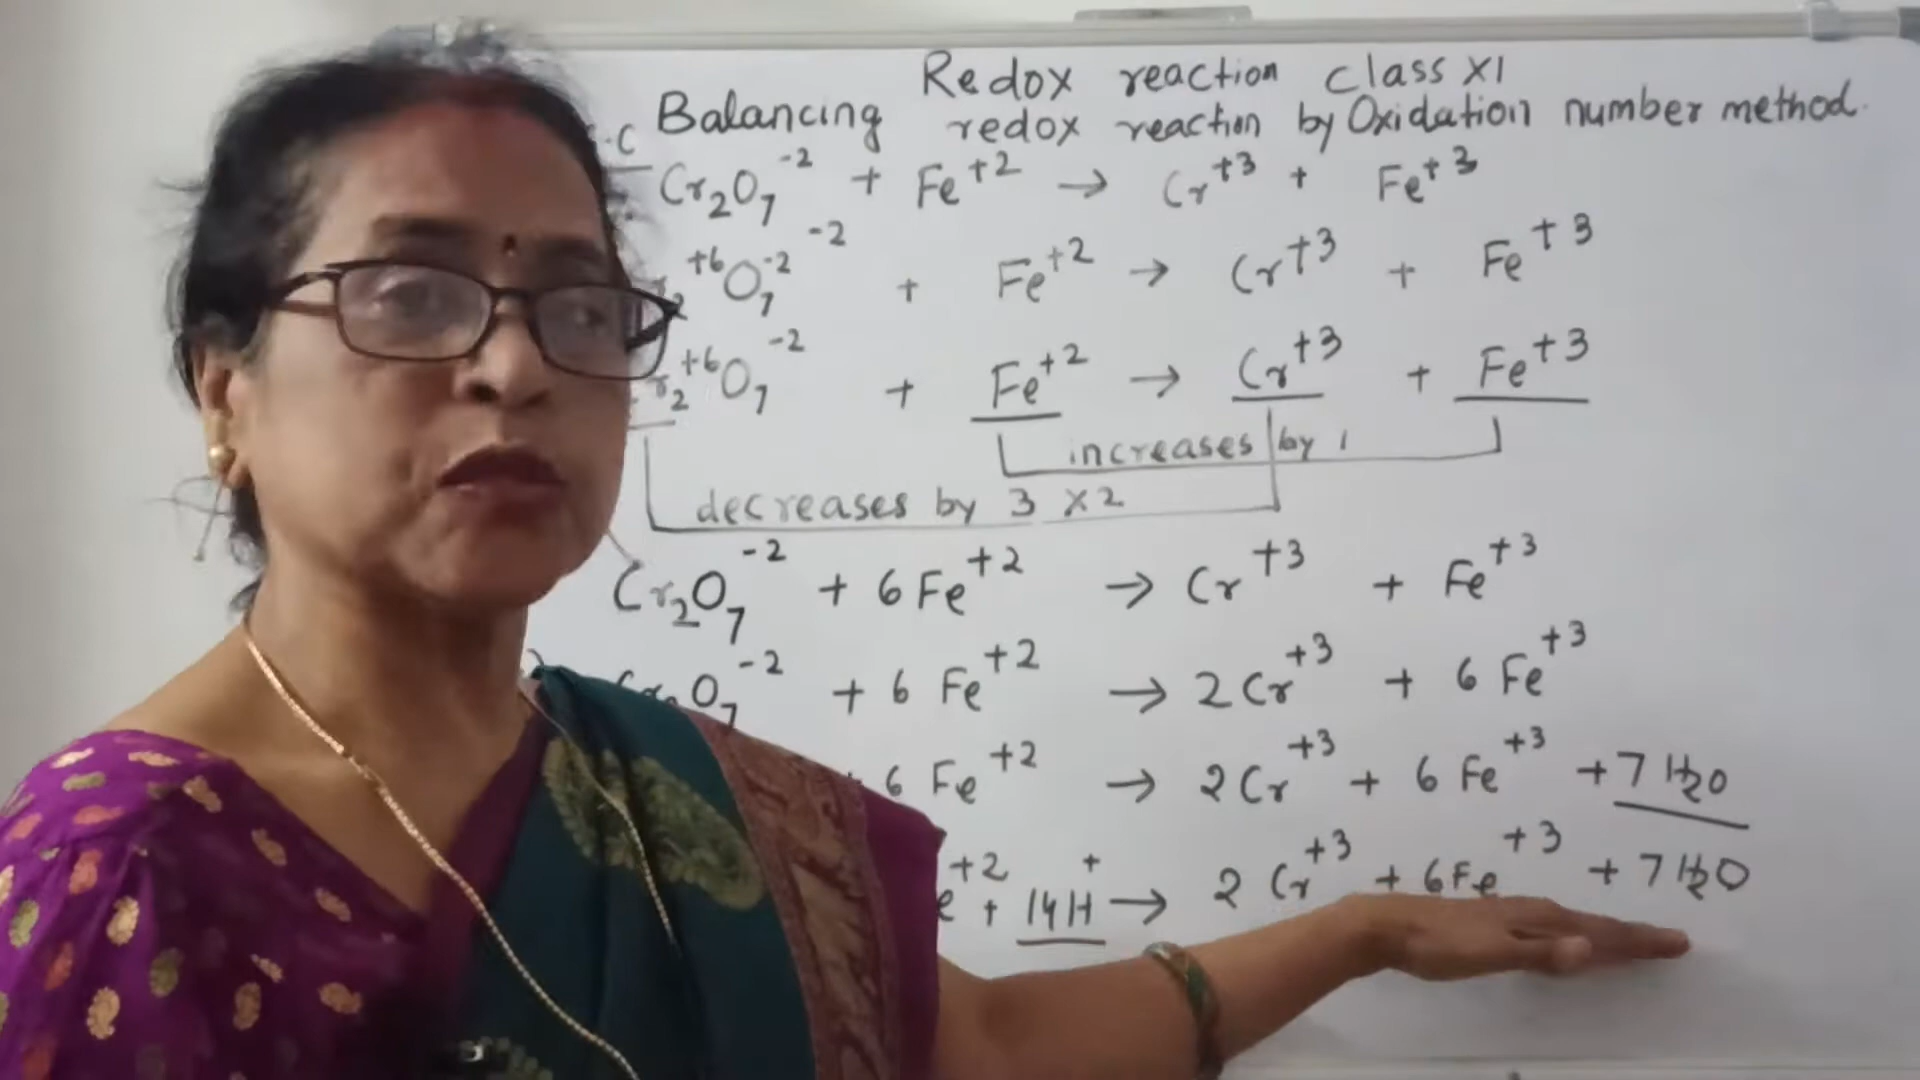 Redox reaction class XI
Balancing redox reaction by Oxidation number method.
Cr₂O₇⁻² + Fe⁺² → Cr⁺³ + Fe⁺³
⁺⁶O₇⁻² ⁻² + Fe⁺² → Cr⁺³ + Fe⁺³
r₂⁺⁶O₇⁻² + Fe⁺² → Cr⁺³ + Fe⁺³
increases by 1
decreases by 3 ×2
Cr₂O₇⁻² + 6Fe⁺² → Cr⁺³ + Fe⁺³
O₇⁻² + 6 Fe⁺² → 2Cr⁺³ + 6 Fe⁺³
6 Fe⁺² → 2Cr⁺³ + 6 Fe⁺³ + 7 H₂O
e⁺² + 14H⁺ → 2 Cr⁺³ + 6Fe⁺³ + 7 H₂O